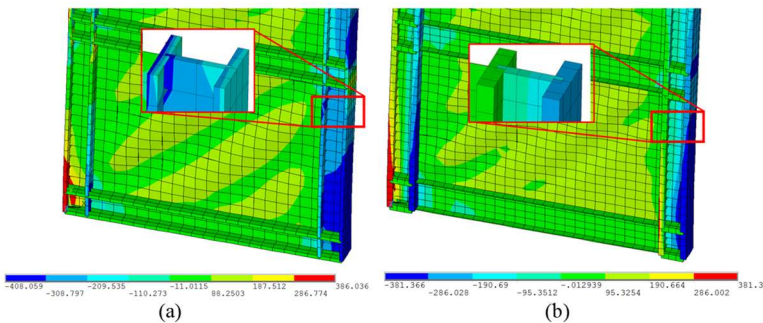 -408.059 -209.535 -11.0115 187.512 386.036
-308.797 -110.273 88.2503 286.774
-381.366 -190.69 -.012939 190.664 381.3
-286.028 -95.3512 95.3254 286.002
(a) (b)